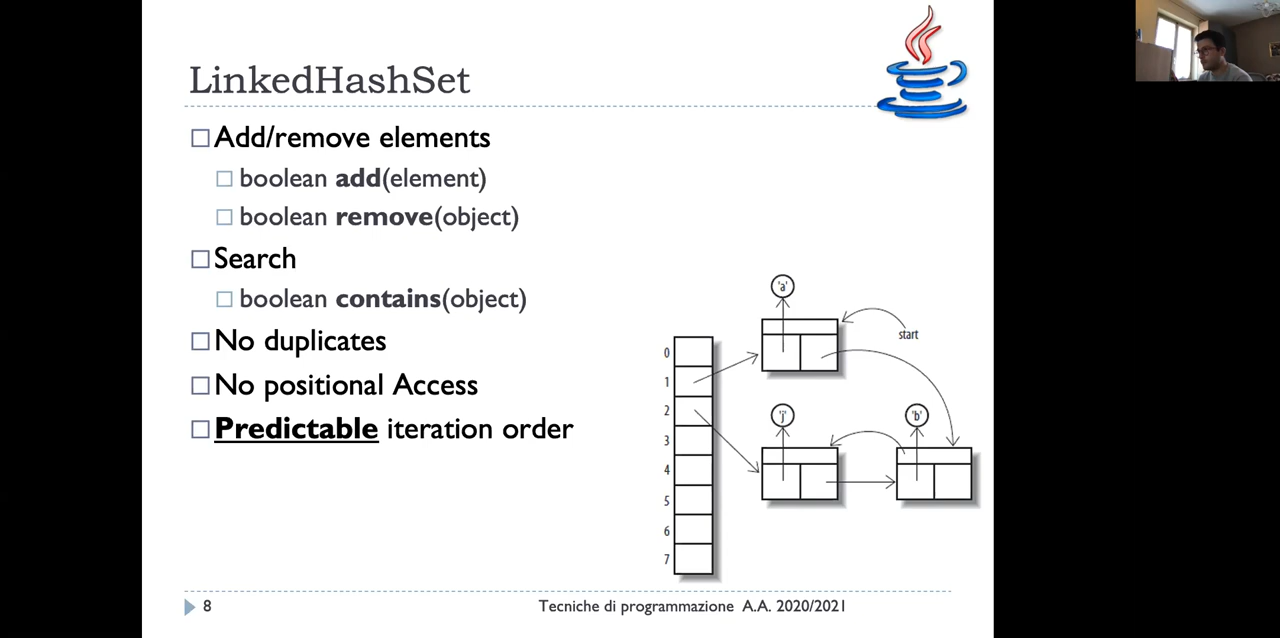 LinkedHashSet
Add/remove elements
boolean add(element)
boolean remove(object)
Search
boolean contains(object)
No duplicates
No positional Access
Predictable iteration order
'a'
start
0
1
2
3
4
5
6
7
'j'
'b'
8
Tecniche di programmazione A.A. 2020/2021